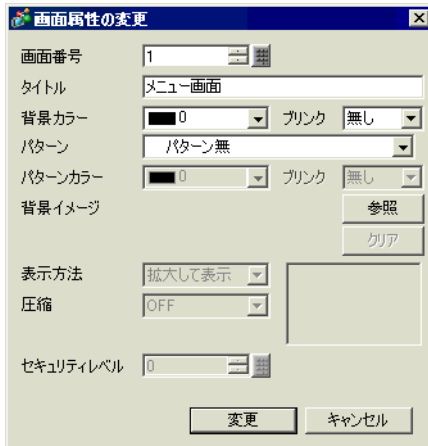 画面属性の変更
画面番号 1
タイトル メニュー画面
背景カラー 0 ブリンク 無し
パターン パターン無
パターンカラー 0 ブリンク 無し
背景イメージ 参照
クリア
表示方法 拡大して表示
圧縮 OFF
セキュリティレベル 0
変更 キャンセル